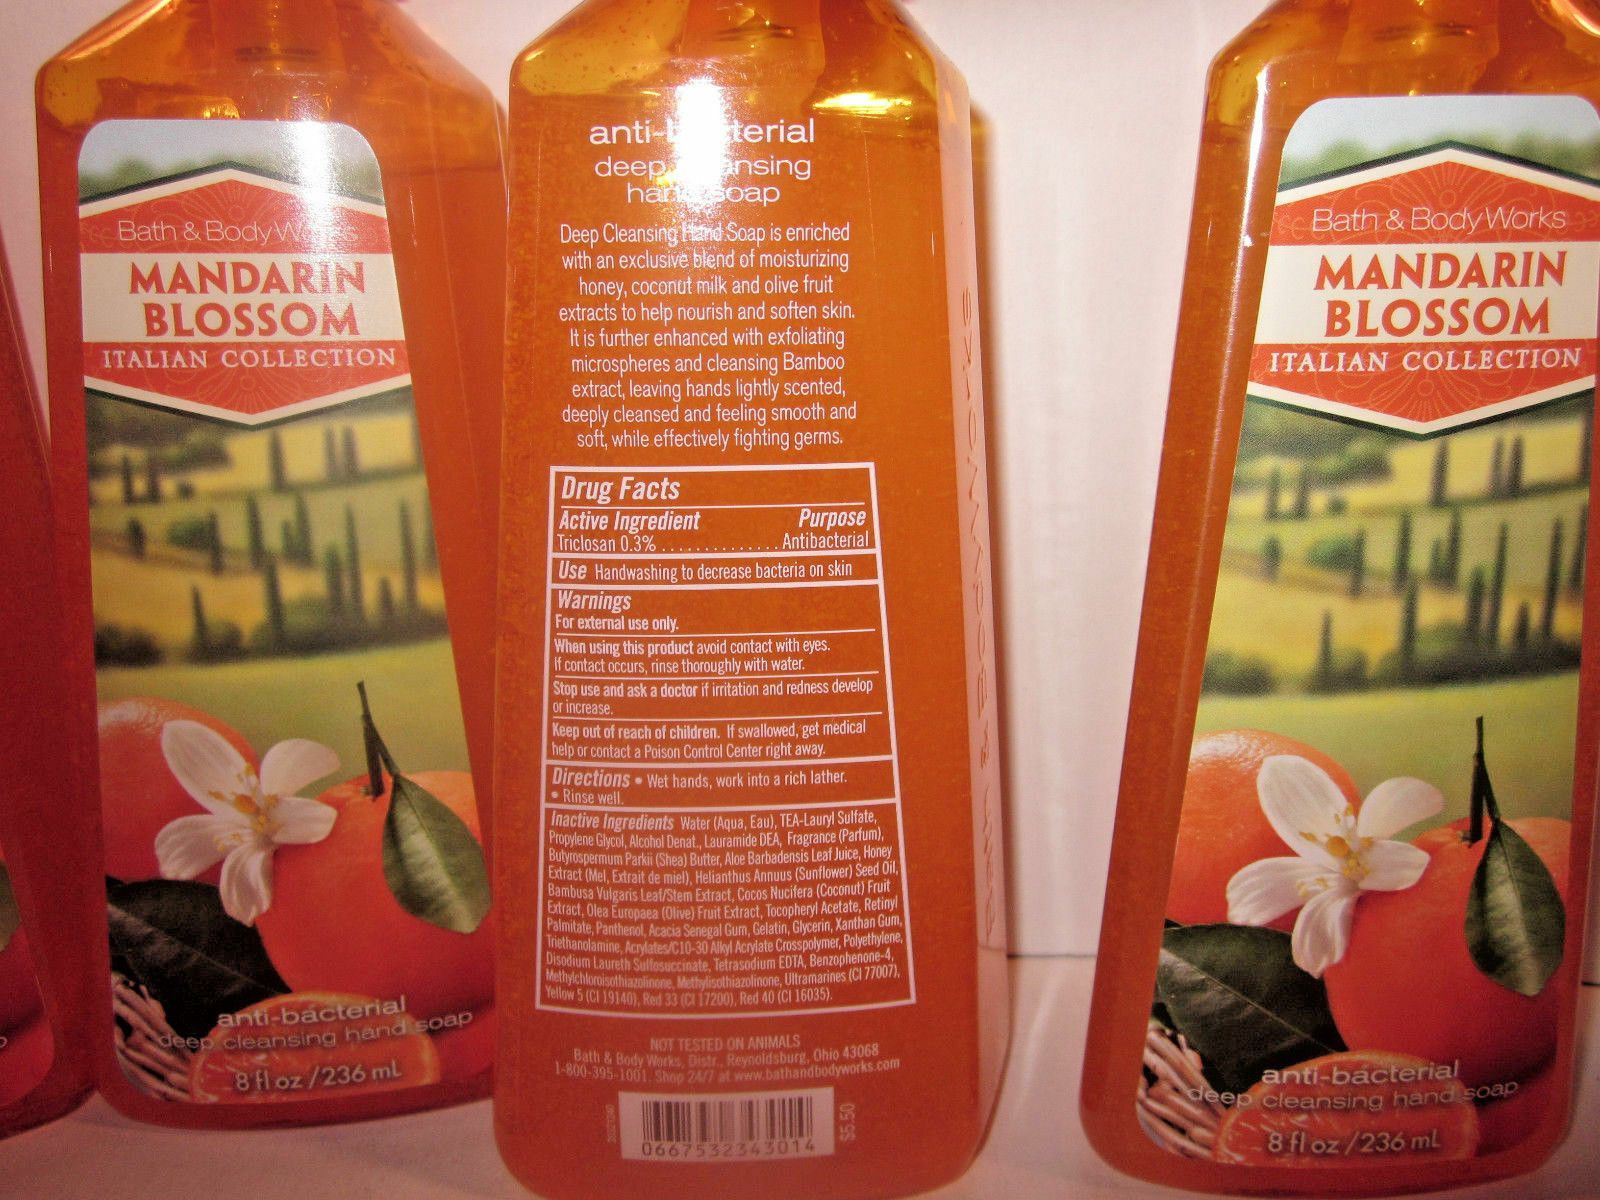 Bath & Body Works
MANDARIN
BLOSSOM
ITALIAN COLLECTION
anti-bacterial
deep cleansing hand soap
8 fl oz / 236 mL
anti-bacterial
deep cleansing
hand soap
Deep Cleansing Hand Soap is enriched
with an exclusive blend of moisturizing
honey, coconut milk and olive fruit
extracts to help nourish and soften skin.
It is further enhanced with exfoliating
microspheres and cleansing Bamboo
extract, leaving hands lightly scented,
deeply cleansed and feeling smooth and
soft, while effectively fighting germs.
Drug Facts
Active Ingredient Purpose
Triclosan 0.3% .............. Antibacterial
Use Handwashing to decrease bacteria on skin
Warnings
For external use only.
When using this product avoid contact with eyes.
If contact occurs, rinse thoroughly with water.
Stop use and ask a doctor if irritation and redness develop
or increase.
Keep out of reach of children. If swallowed, get medical
help or contact a Poison Control Center right away.
Directions • Wet hands, work into a rich lather.
• Rinse well.
Inactive Ingredients Water (Aqua, Eau), TEA-Lauryl Sulfate,
Propylene Glycol, Alcohol Denat., Lauramide DEA, Fragrance (Parfum),
Butyrospermum Parkii (Shea) Butter, Aloe Barbadensis Leaf Juice, Honey
Extract (Mel, Extrait de miel), Helianthus Annuus (Sunflower) Seed Oil,
Bambusa Vulgaris Leaf/Stem Extract, Cocos Nucifera (Coconut) Fruit
Extract, Olea Europaea (Olive) Fruit Extract, Tocopheryl Acetate, Retinyl
Palmitate, Panthenol, Acacia Senegal Gum, Gelatin, Glycerin, Xanthan Gum,
Triethanolamine, Acrylates/C10-30 Alkyl Acrylate Crosspolymer, Polyethylene,
Disodium Laureth Sulfosuccinate, Tetrasodium EDTA, Benzophenone-4,
Methylchloroisothiazolinone, Methylisothiazolinone, Ultramarines (CI 77007),
Yellow 5 (CI 19140), Red 33 (CI 17200), Red 40 (CI 16035).
NOT TESTED ON ANIMALS
Bath & Body Works, Distr., Reynoldsburg, Ohio 43068
1-800-395-1001. Shop 24/7 at www.bathandbodyworks.com
0667532343014
$5.50
BATH & BODY WORKS
Bath & Body Works
MANDARIN
BLOSSOM
ITALIAN COLLECTION
anti-bacterial
deep cleansing hand soap
8 fl oz / 236 mL